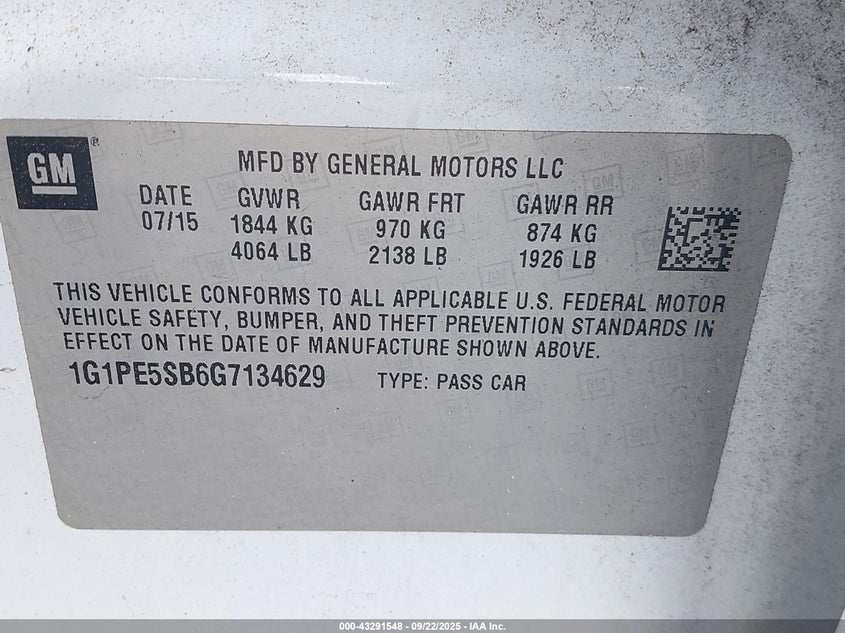 GM
MFD BY GENERAL MOTORS LLC
DATE GVWR GAWR FRT GAWR RR
07/15 1844 KG 970 KG 874 KG
4064 LB 2138 LB 1926 LB
THIS VEHICLE CONFORMS TO ALL APPLICABLE U.S. FEDERAL MOTOR
VEHICLE SAFETY, BUMPER, AND THEFT PREVENTION STANDARDS IN
EFFECT ON THE DATE OF MANUFACTURE SHOWN ABOVE.
1G1PE5SB6G7134629 TYPE: PASS CAR
000-43291548 - 09/22/2025 - IAA Inc.